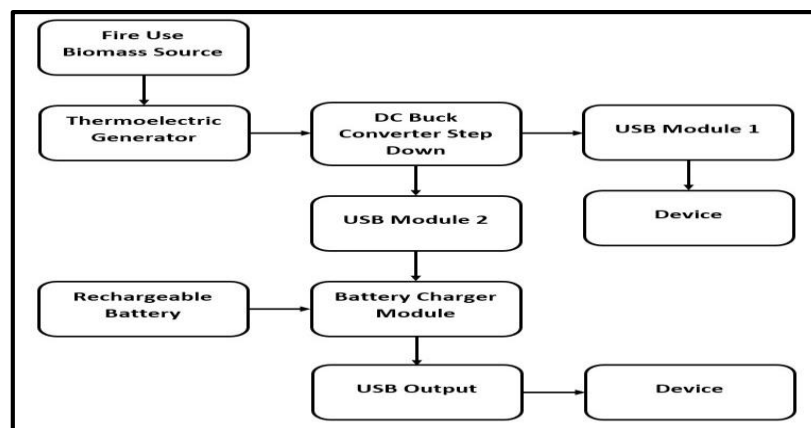 Fire Use
Biomass Source
Thermoelectric
Generator
DC Buck
Converter Step
Down
USB Module 1
USB Module 2
Device
Rechargeable
Battery
Battery Charger
Module
USB Output
Device